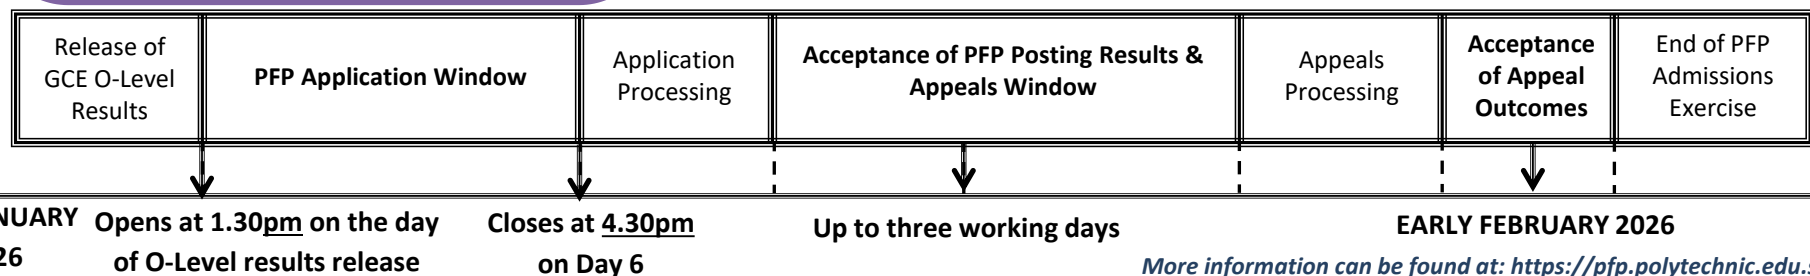 Release of
GCE O-Level
Results
PFP Application Window
Application
Processing
Acceptance of PFP Posting Results &
Appeals Window
Appeals
Processing
Acceptance
of Appeal
Outcomes
End of PFP
Admissions
Exercise
NUARY
26
Opens at 1.30pm on the day
of O-Level results release
Closes at 4.30pm
on Day 6
Up to three working days
EARLY FEBRUARY 2026
More information can be found at: https://pfp.polytechnic.edu.s